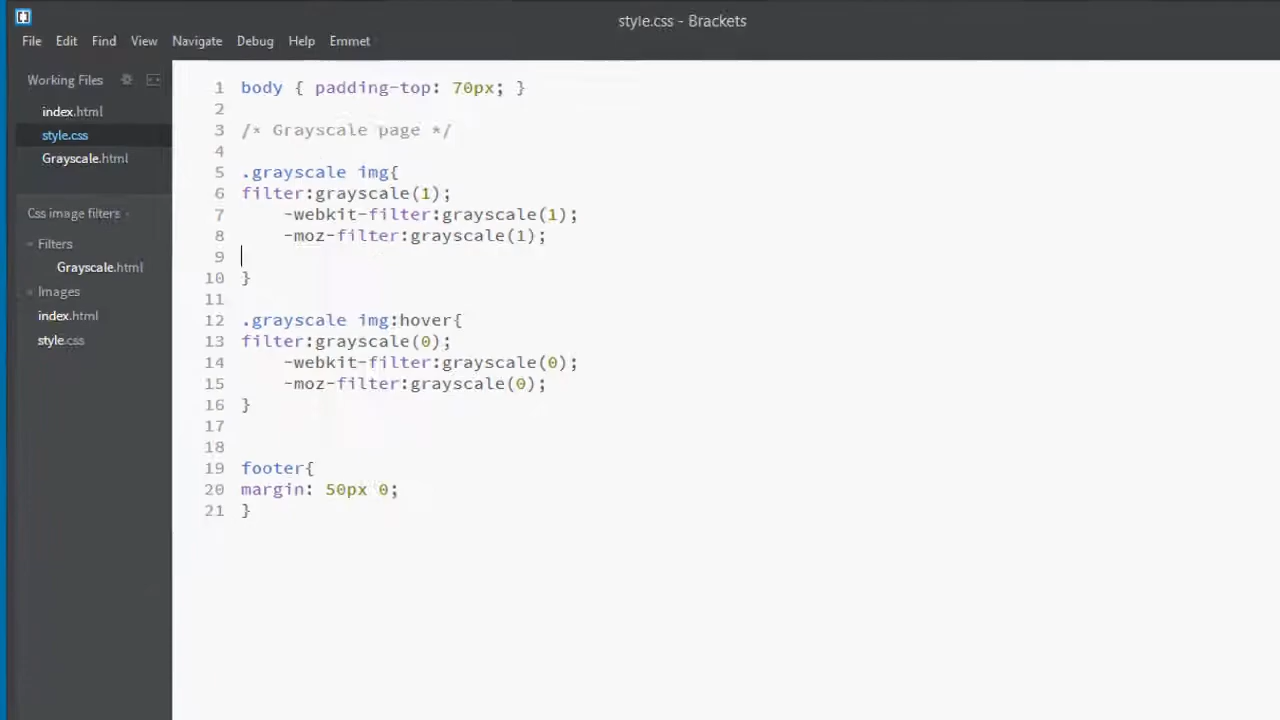 style.css - Brackets
File Edit Find View Navigate Debug Help Emmet
Working Files
index.html
style.css
Grayscale.html
Css image filters
Filters
Grayscale.html
Images
index.html
style.css
1 body { padding-top: 70px; }
2
3 /* Grayscale page */
4
5 .grayscale img{
6 filter:grayscale(1);
7 -webkit-filter:grayscale(1);
8 -moz-filter:grayscale(1);
9
10 }
11
12 .grayscale img:hover{
13 filter:grayscale(0);
14 -webkit-filter:grayscale(0);
15 -moz-filter:grayscale(0);
16 }
17
18
19 footer{
20 margin: 50px 0;
21 }